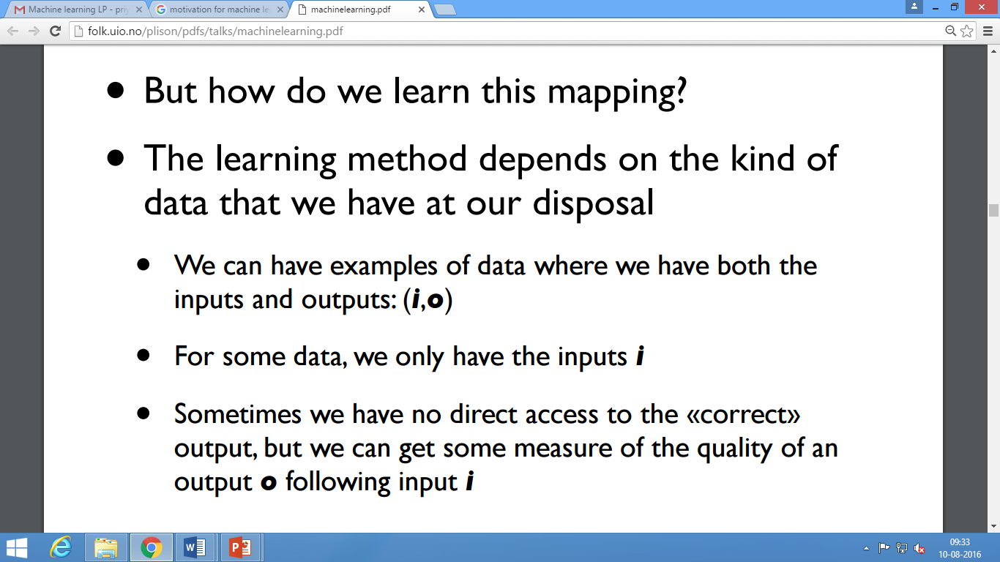 Machine learning LP - priy
motivation for machine le
machinelearning.pdf
folk.uio.no/plison/pdfs/talks/machinelearning.pdf
• But how do we learn this mapping?
• The learning method depends on the kind of
data that we have at our disposal
• We can have examples of data where we have both the
inputs and outputs: (i,o)
• For some data, we only have the inputs i
• Sometimes we have no direct access to the «correct»
output, but we can get some measure of the quality of an
output o following input i
09:33
10-08-2016